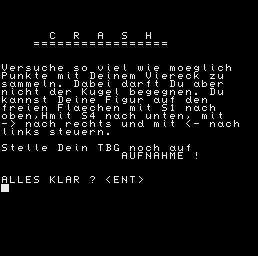 C R A S H
=================
Versuche so viel wie moeglich
Punkte mit Deinem Viereck zu
sammeln. Dabei darft Du aber
nicht der Kugel begegnen. Du
kannst Deine Figur auf den
freien Flaechen mit S1 nach
oben,Hmit S4 nach unten, mit
-> nach rechts und mit <- nach
links steuern.
Stelle Dein TBG noch auf
AUFNAHME !
ALLES KLAR ? <ENT>